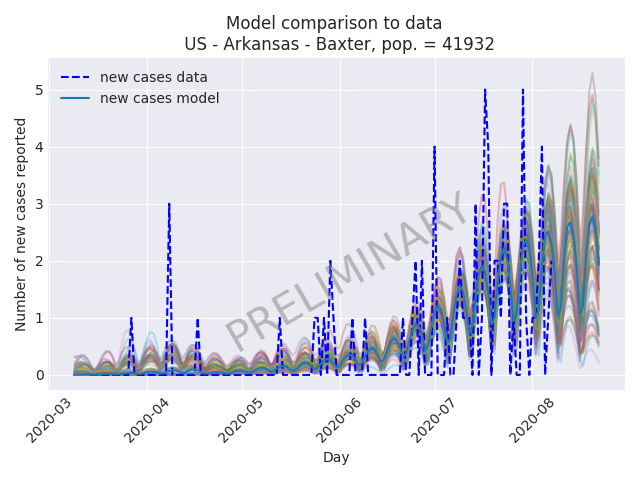 Model comparison to data
US - Arkansas - Baxter, pop. = 41932
new cases data
new cases model
PRELIMINARY
Number of new cases reported
5
4
3
2
1
0
2020-03
2020-04
2020-05
2020-06
2020-07
2020-08
Day